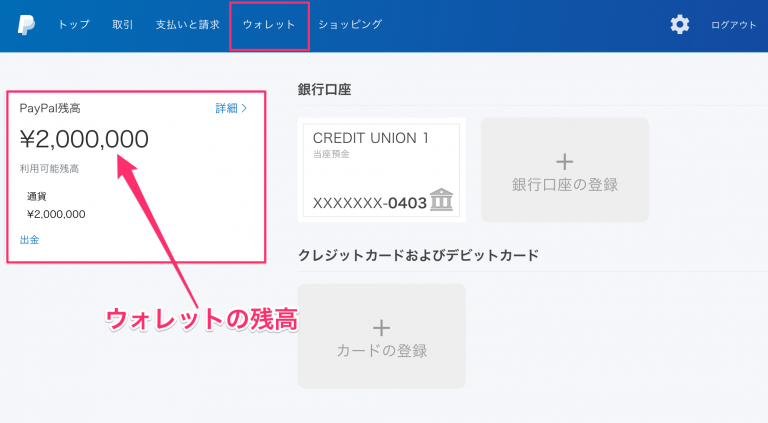 トップ 取引 支払いと請求 ウォレット ショッピング ログアウト
PayPal残高 詳細
¥2,000,000
利用可能残高
通貨
¥2,000,000
出金
ウォレットの残高
銀行口座
CREDIT UNION 1
当座預金
XXXXXXX-0403
＋
銀行口座の登録
クレジットカードおよびデビットカード
＋
カードの登録